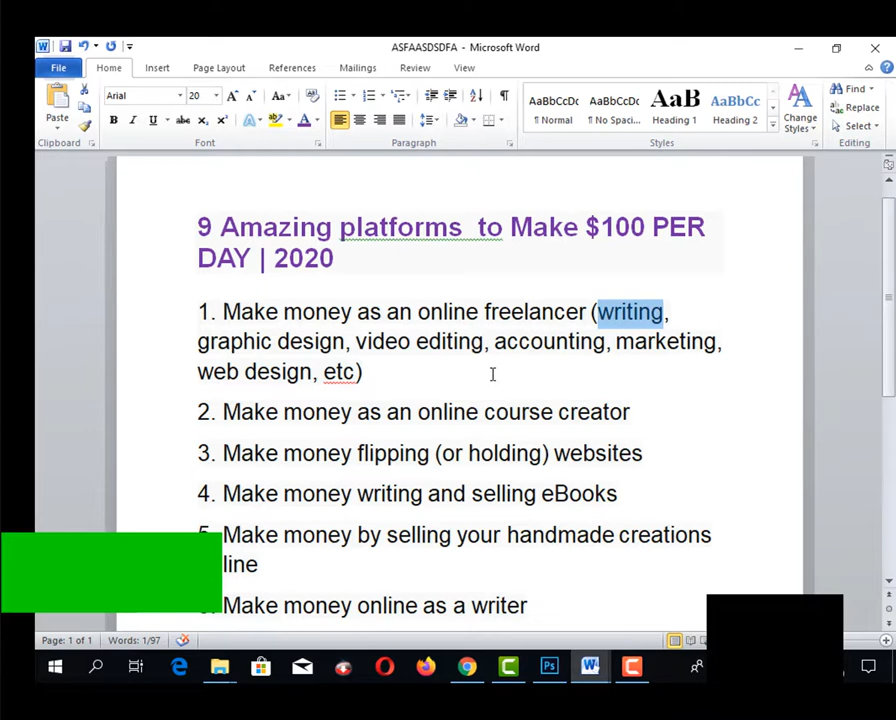 ASFAASDSDFA - Microsoft Word
File Home Insert Page Layout References Mailings Review View
Arial 20 Aa
Paste
B I U abc x₂ x² A
AaBbCcDc AaBbCcDc AaB AaBbCc
¶ Normal ¶ No Spaci... Heading 1 Heading 2
Change Styles
Find
Replace
Select
Clipboard Font Paragraph Styles Editing
9 Amazing platforms to Make $100 PER
DAY | 2020
1. Make money as an online freelancer (writing,
graphic design, video editing, accounting, marketing,
web design, etc)
2. Make money as an online course creator
3. Make money flipping (or holding) websites
4. Make money writing and selling eBooks
Make money by selling your handmade creations
line
Make money online as a writer
Page: 1 of 1 Words: 1/97